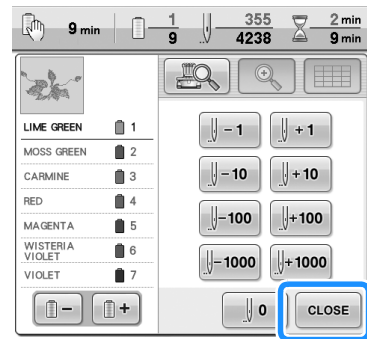 9 min 1 355 2 min
9 4238 9 min
LIME GREEN 1
MOSS GREEN 2
CARMINE 3
RED 4
MAGENTA 5
WISTERIA
VIOLET 6
VIOLET 7
− +
− 1 + 1
− 10 + 10
−100 +100
−1000 +1000
0 CLOSE